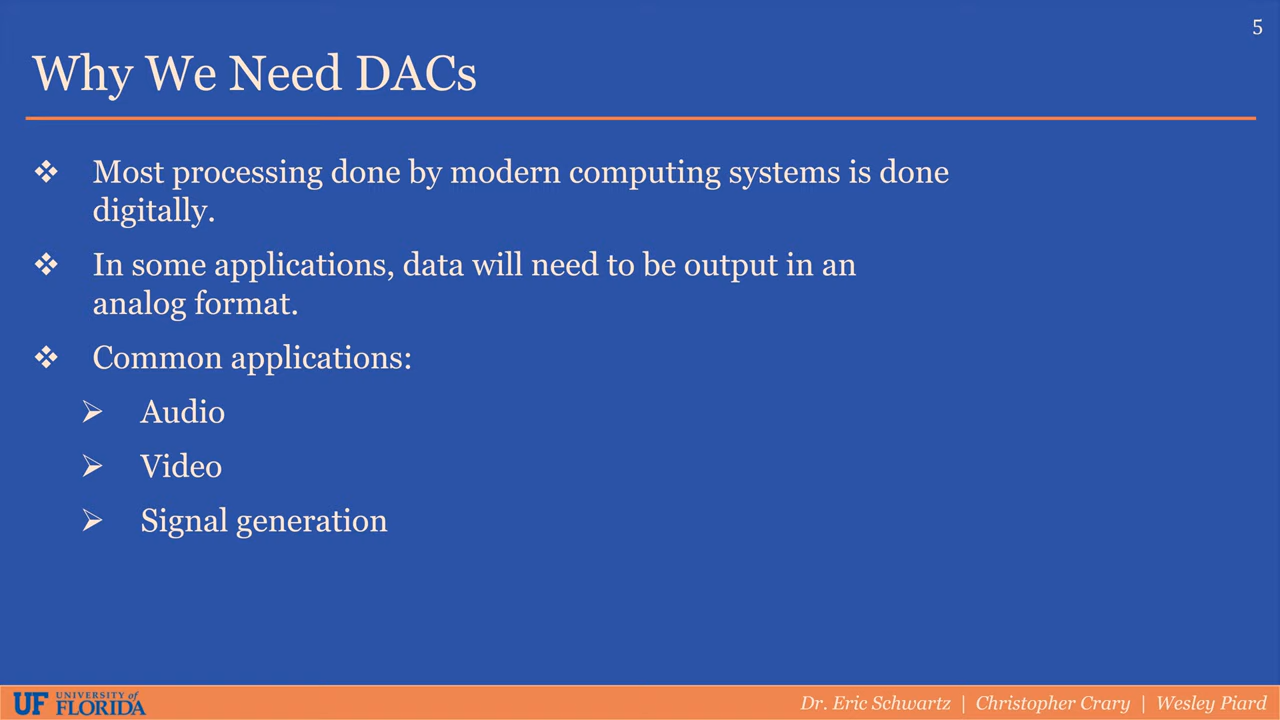 5
Why We Need DACs
❖ Most processing done by modern computing systems is done
digitally.
❖ In some applications, data will need to be output in an
analog format.
❖ Common applications:
➢ Audio
➢ Video
➢ Signal generation
UF UNIVERSITY of
FLORIDA
Dr. Eric Schwartz | Christopher Crary | Wesley Piard